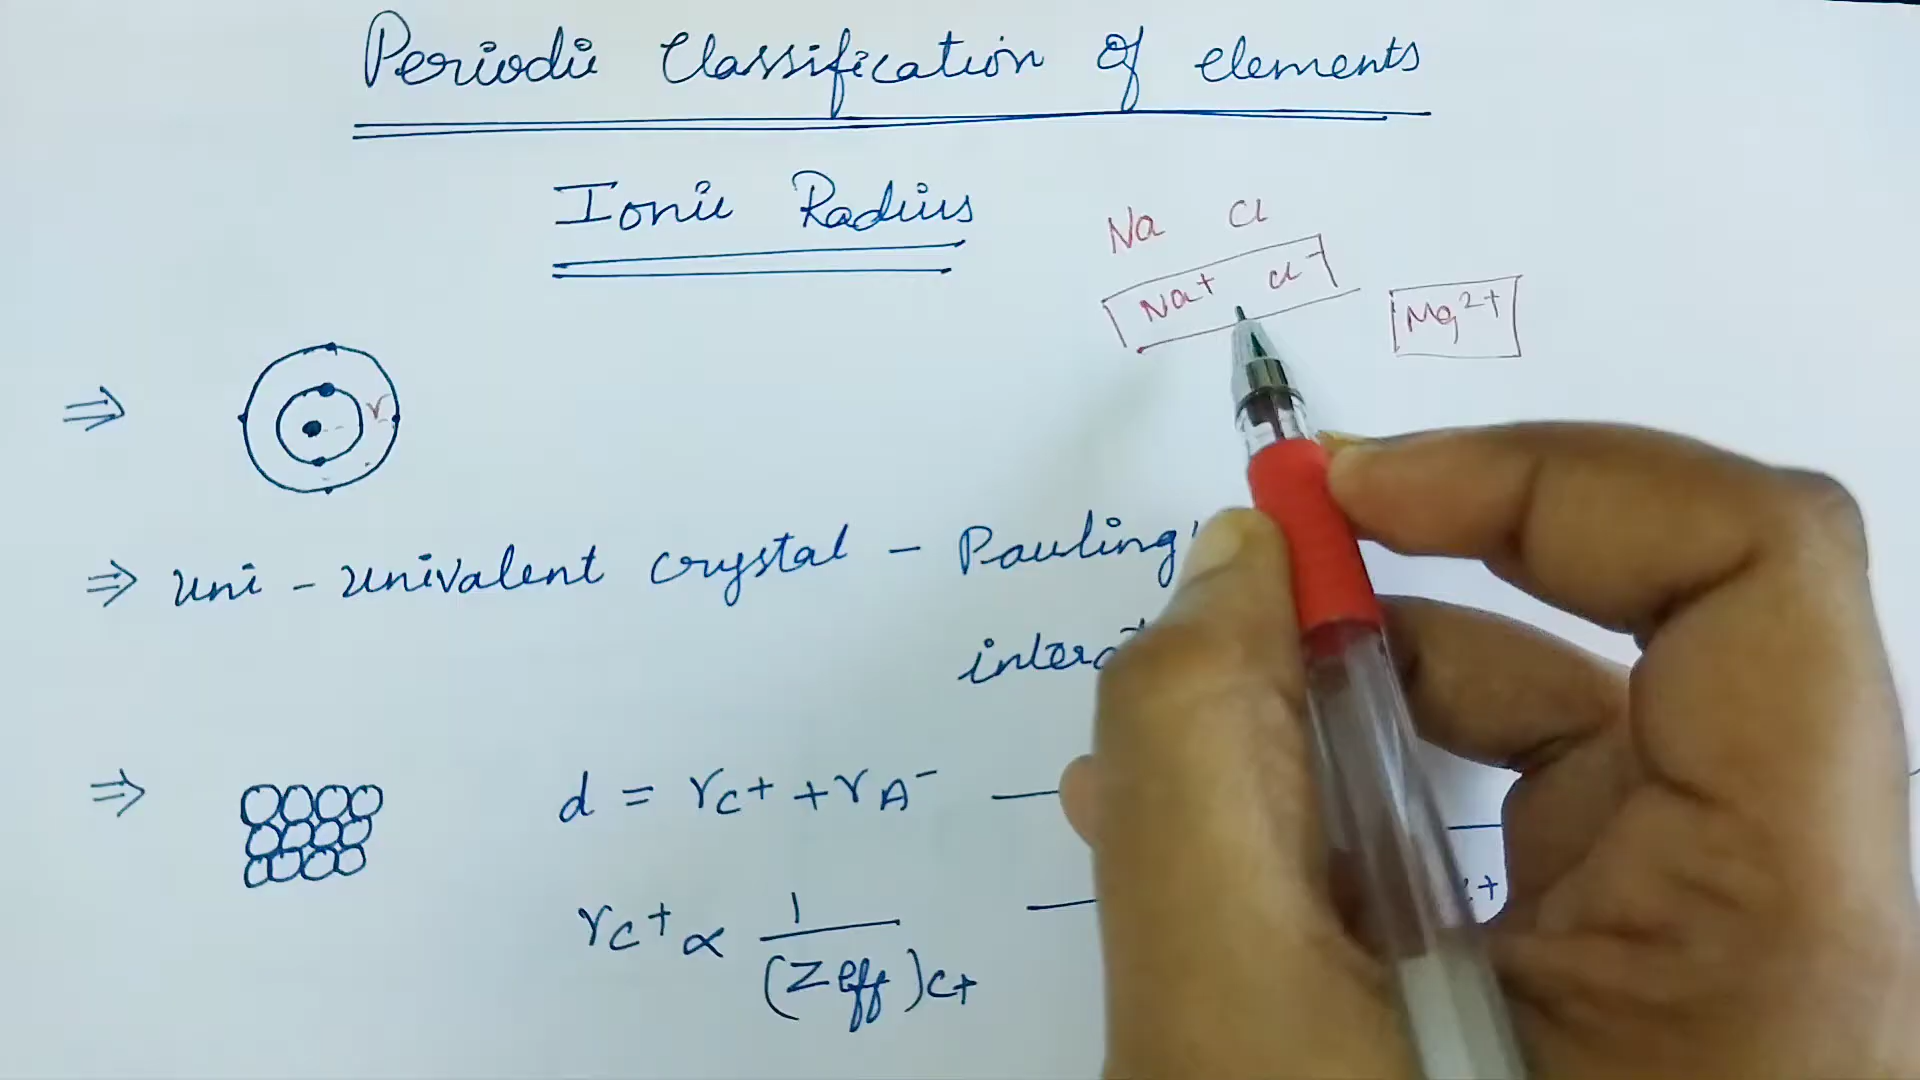 Periodic Classification Of elements
Ionic Radius
Na Cl
Na+ Cl-
Mg2+
r
⇒
⇒ uni - univalent crystal - Pauling'
⇒ d = rC+ + rA- —
rC+ ∝ 1/(Zeff)C+ —